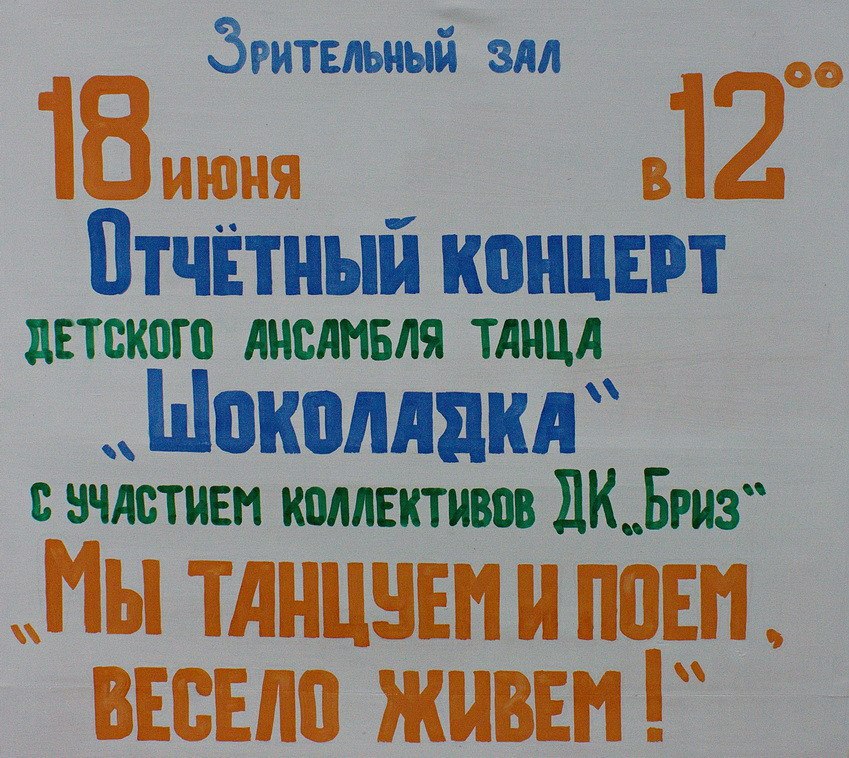 Зрительный зал
18 июня в 12⁰⁰
Отчётный концерт
детского ансамбля танца
„Шоколадка“
с участием коллективов ДК „Бриз“
„Мы танцуем и поем,
весело живем!“